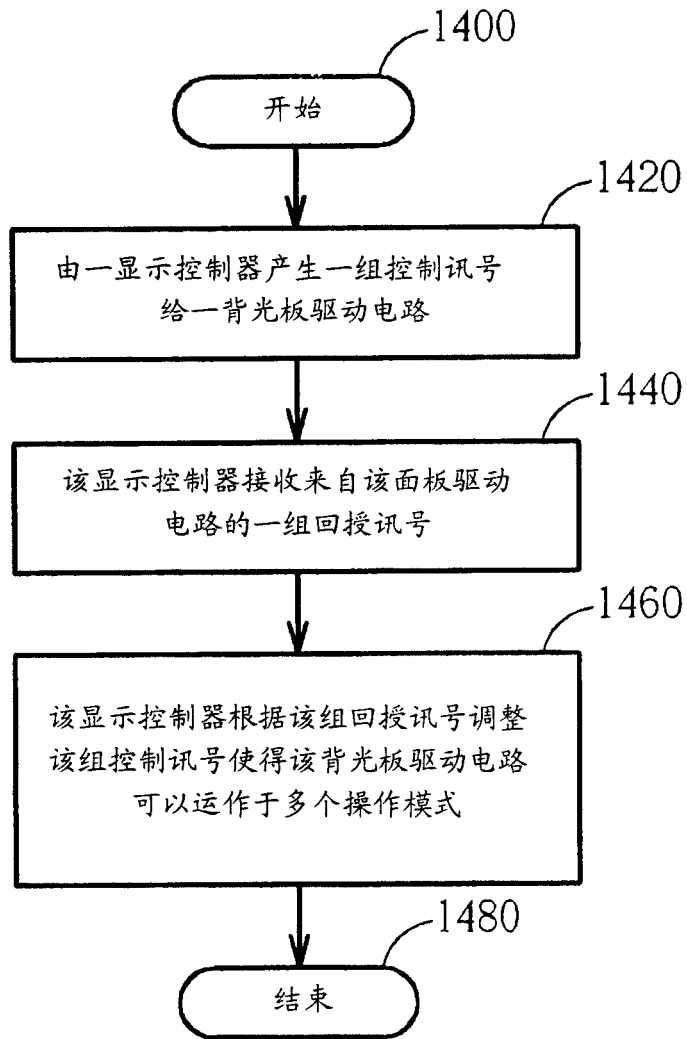 1400
开始
1420
由一显示控制器产生一组控制讯号
给一背光板驱动电路
1440
该显示控制器接收来自该面板驱动
电路的一组回授讯号
1460
该显示控制器根据该组回授讯号调整
该组控制讯号使得该背光板驱动电路
可以运作于多个操作模式
1480
结束